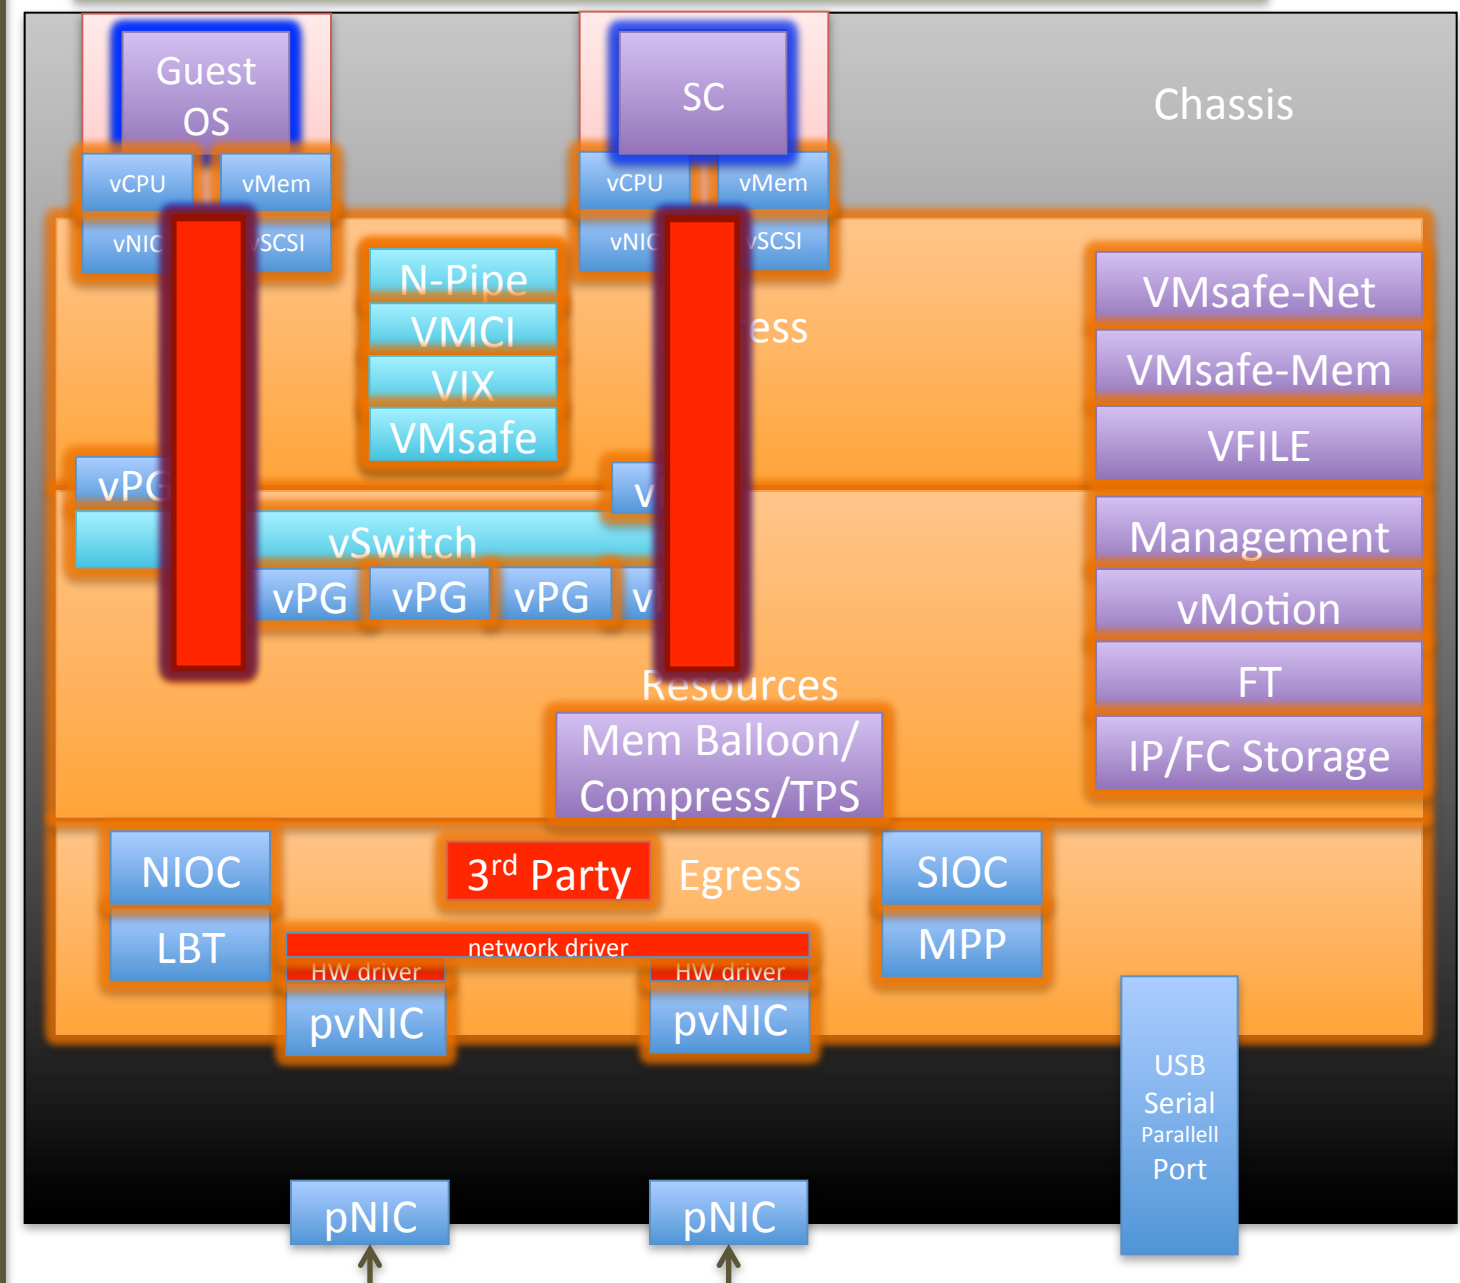 Guest
OS
SC
Chassis
vCPU
vMem
vCPU
vMem
vNIC
vSCSI
vNIC
vSCSI
N-Pipe
VMCI
VIX
VMsafe
ess
VMsafe-Net
VMsafe-Mem
VFILE
vPG
vSwitch
vPG
vPG
vPG
Management
vMotion
FT
IP/FC Storage
Resources
Mem Balloon/
Compress/TPS
NIOC
LBT
3rd Party
Egress
SIOC
MPP
network driver
HW driver
HW driver
pvNIC
pvNIC
USB
Serial
Parallell
Port
pNIC
pNIC